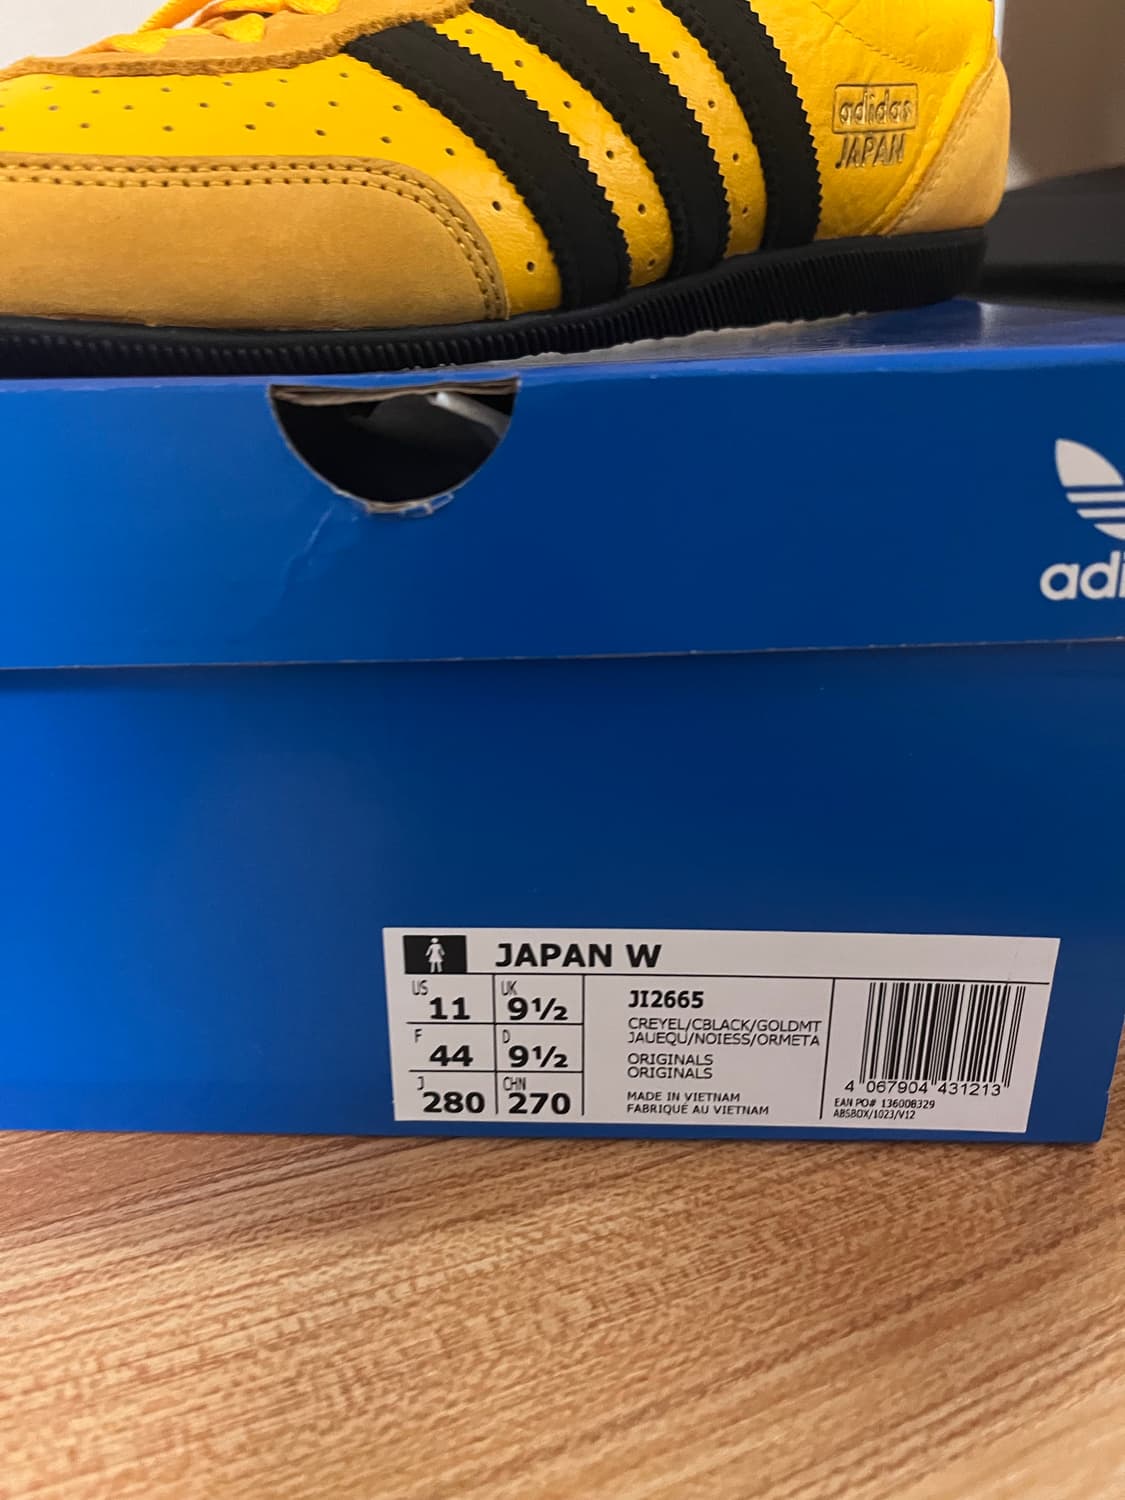 adidas
JAPAN
adi
JAPAN W
US 11
UK 9½
F 44
D 9½
J 280
CHN 270
JI2665
CREYEL/CBLACK/GOLDMT
JAUEQU/NOIESS/ORMETA
ORIGINALS
ORIGINALS
MADE IN VIETNAM
FABRIQUÉ AU VIETNAM
4 067904 431213
EAN PO# 136008329
ABSBOX/1023/V12